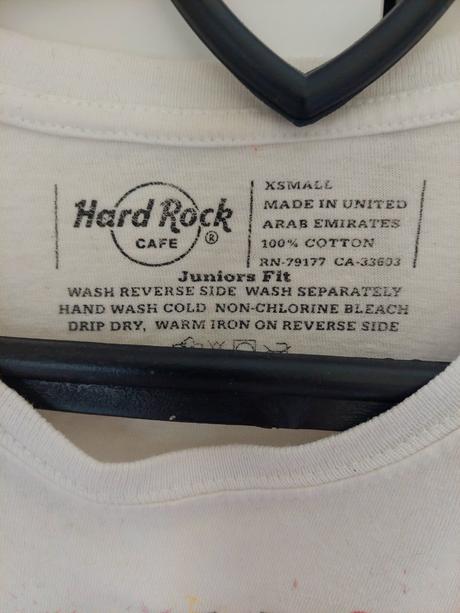 Hard Rock
CAFE ®
XSMALL
MADE IN UNITED
ARAB EMIRATES
100% COTTON
RN-79177 CA-33603
Juniors Fit
WASH REVERSE SIDE WASH SEPARATELY
HAND WASH COLD NON-CHLORINE BLEACH
DRIP DRY, WARM IRON ON REVERSE SIDE